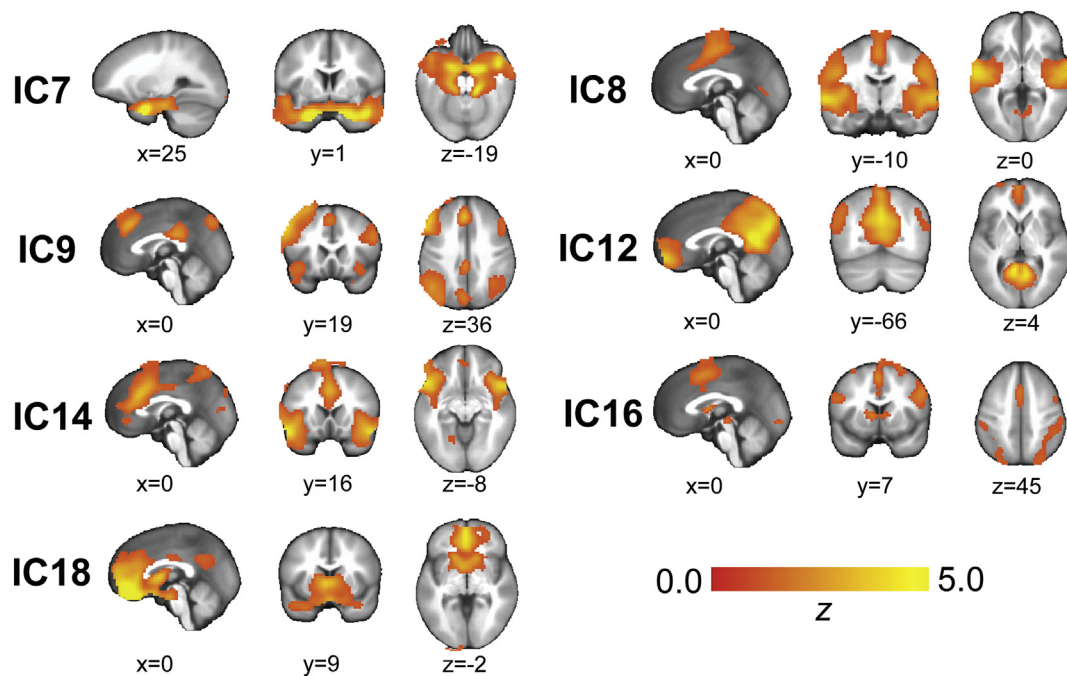 IC7
x=25 y=1 z=-19
IC8
x=0 y=-10 z=0
IC9
x=0 y=19 z=36
IC12
x=0 y=-66 z=4
IC14
x=0 y=16 z=-8
IC16
x=0 y=7 z=45
IC18
x=0 y=9 z=-2
0.0 5.0
z